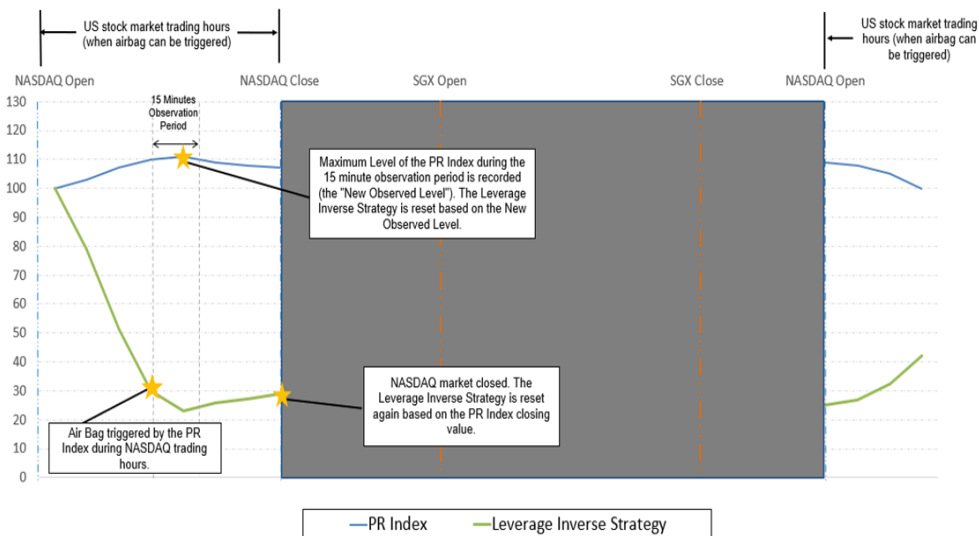 US stock market trading hours
(when airbag can be triggered)
US stock market trading
hours (when airbag can
be triggered)
NASDAQ Open
NASDAQ Close
SGX Open
SGX Close
NASDAQ Open
130
120
110
100
90
80
70
60
50
40
30
20
10
0
15 Minutes
Observation
Period
Maximum Level of the PR Index during the
15 minute observation period is recorded
(the "New Observed Level"). The Leverage
Inverse Strategy is reset based on the New
Observed Level.
NASDAQ market closed. The
Leverage Inverse Strategy is reset
again based on the PR Index closing
value.
Air Bag triggered by the PR
Index during NASDAQ trading
hours.
PR Index
Leverage Inverse Strategy